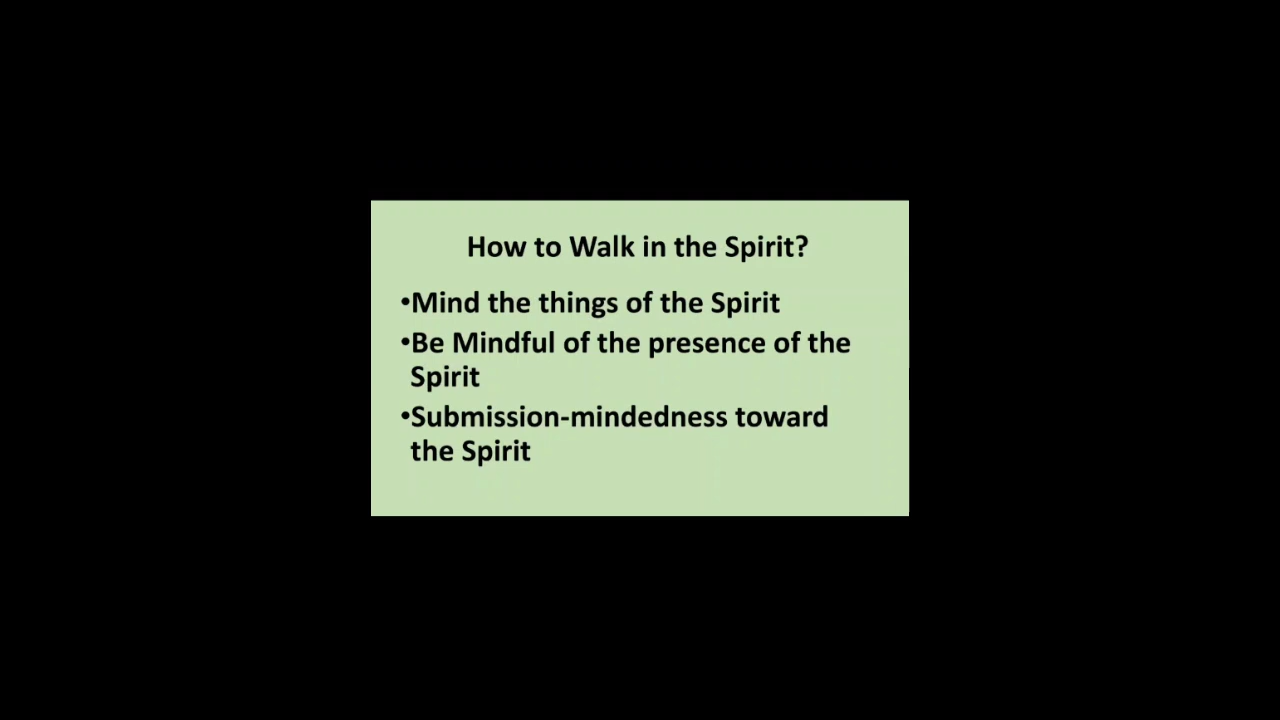 How to Walk in the Spirit?
•Mind the things of the Spirit
•Be Mindful of the presence of the
Spirit
•Submission-mindedness toward
the Spirit